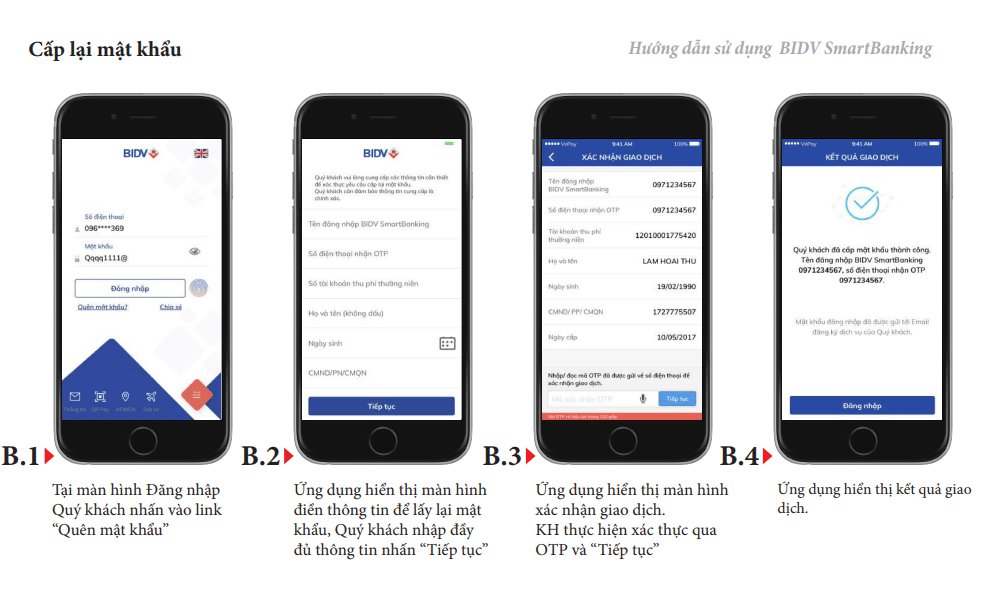 Cấp lại mật khẩu
Hướng dẫn sử dụng BIDV SmartBanking
BIDV
Số điện thoại
096****369
Mật khẩu
Qqqq1111@
Đăng nhập
Quên mật khẩu?
Chia sẻ
QR Pay
ATM/CN
BIDV
Quý khách vui lòng cung cấp các thông tin cần thiết
để xác thực yêu cầu cấp lại mật khẩu.
Quý khách cần đảm bảo thông tin cung cấp là
chính xác.
Tên đăng nhập BIDV SmartBanking
Số điện thoại nhận OTP
Số tài khoản thu phí thường niên
Họ và tên (không dấu)
Ngày sinh
CMND/PN/CMQN
Tiếp tục
VnPay 9:41 AM 100%
XÁC NHẬN GIAO DỊCH
Tên đăng nhập
BIDV SmartBanking
0971234567
Số điện thoại nhận OTP 0971234567
Tài khoản thu phí
thường niên
12010001775420
Họ và tên LAM HOAI THU
Ngày sinh 19/02/1990
CMND/ PP/ CMQN 1727775507
Ngày cấp 10/05/2017
Nhập/ đọc mã OTP đã được gửi về số điện thoại để
xác nhận giao dịch.
Mã xác nhận OTP
Tiếp tục
Mã OTP có hiệu lực trong 120 giây
VnPay 9:41 AM 100%
KẾT QUẢ GIAO DỊCH
Quý khách đã cấp mật khẩu thành công.
Tên đăng nhập BIDV SmartBanking
0971234567, số điện thoại nhận OTP
0971234567.
Mật khẩu đăng nhập đã được gửi tới Email
đăng ký dịch vụ của Quý khách.
Đăng nhập
B.1
Tại màn hình Đăng nhập
Quý khách nhấn vào link
“Quên mật khẩu”
B.2
Ứng dụng hiển thị màn hình
điền thông tin để lấy lại mật
khẩu, Quý khách nhập đầy
đủ thông tin nhấn “Tiếp tục”
B.3
Ứng dụng hiển thị màn hình
xác nhận giao dịch.
KH thực hiện xác thực qua
OTP và “Tiếp tục”
B.4
Ứng dụng hiển thị kết quả giao
dịch.